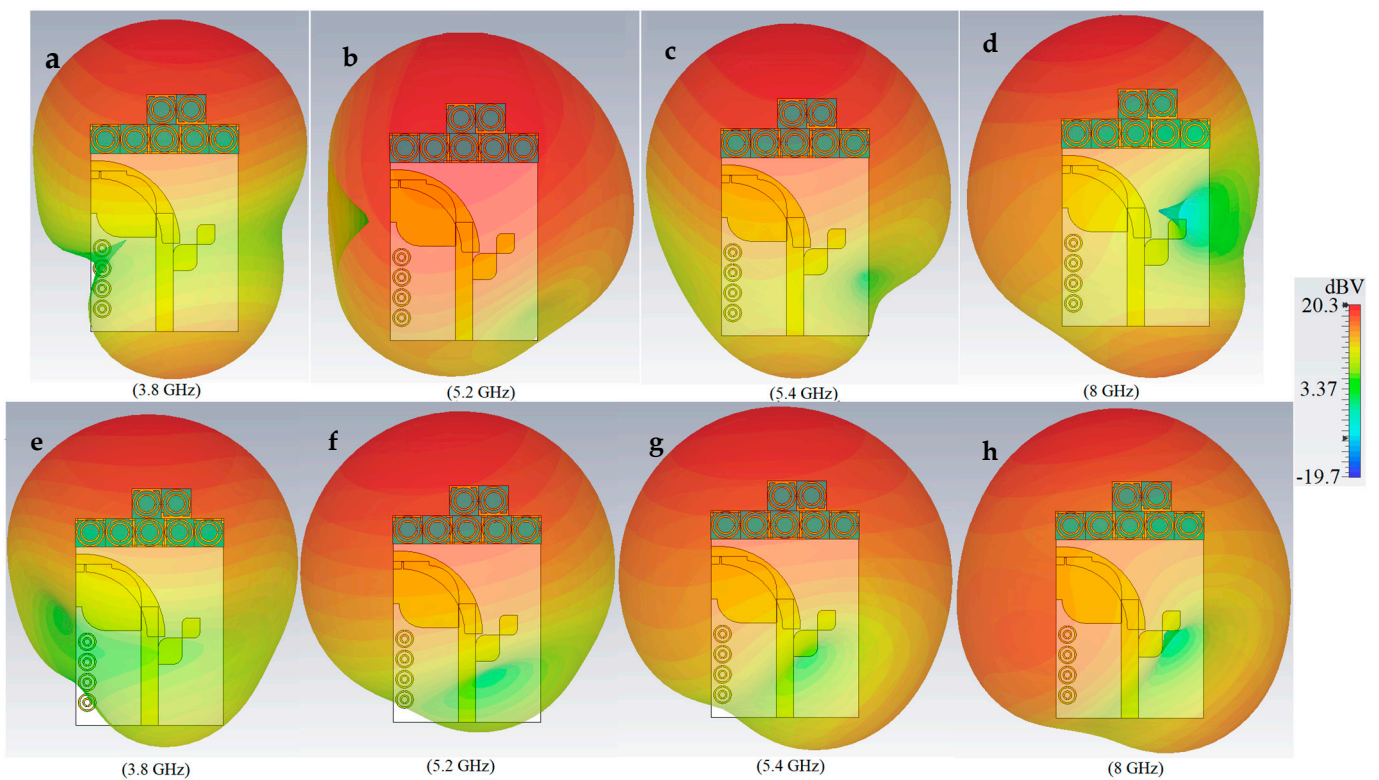 a b c d
(3.8 GHz) (5.2 GHz) (5.4 GHz) (8 GHz)
dBV
20.3
3.37
-19.7
e f g h
(3.8 GHz) (5.2 GHz) (5.4 GHz) (8 GHz)